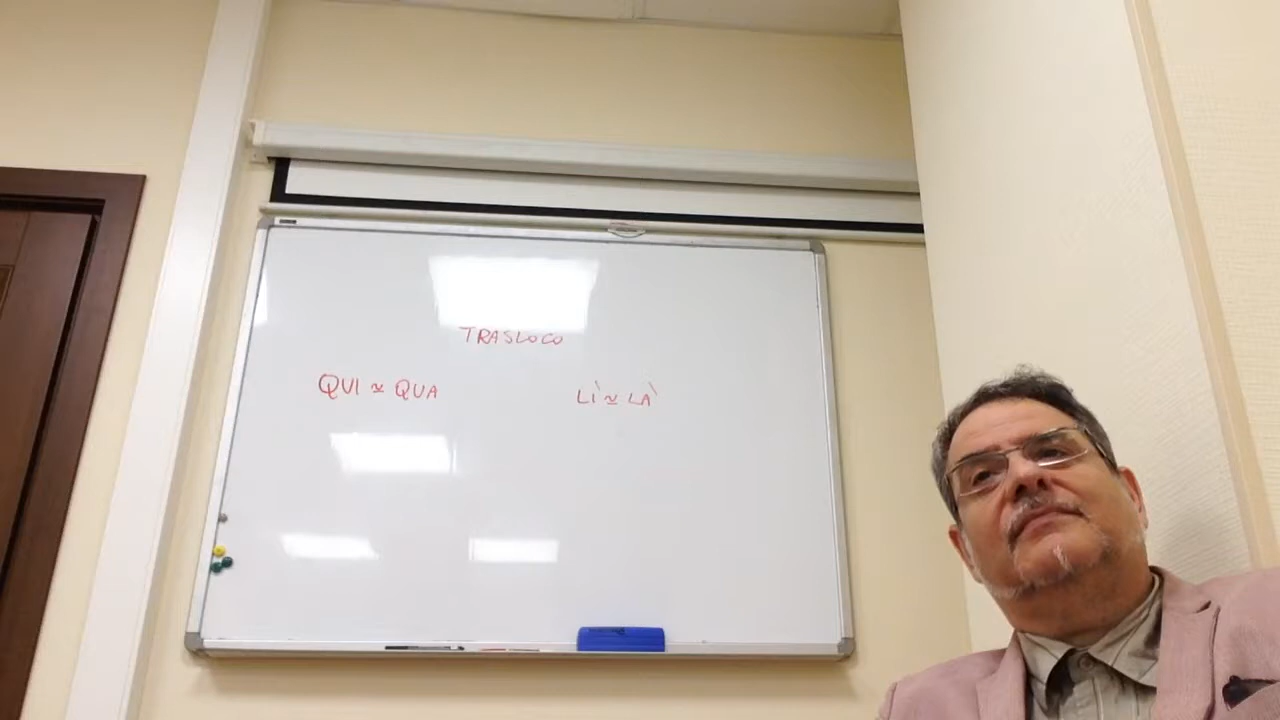 TRASLOCO
QUI ≃ QUA
LÌ ≃ LÀ